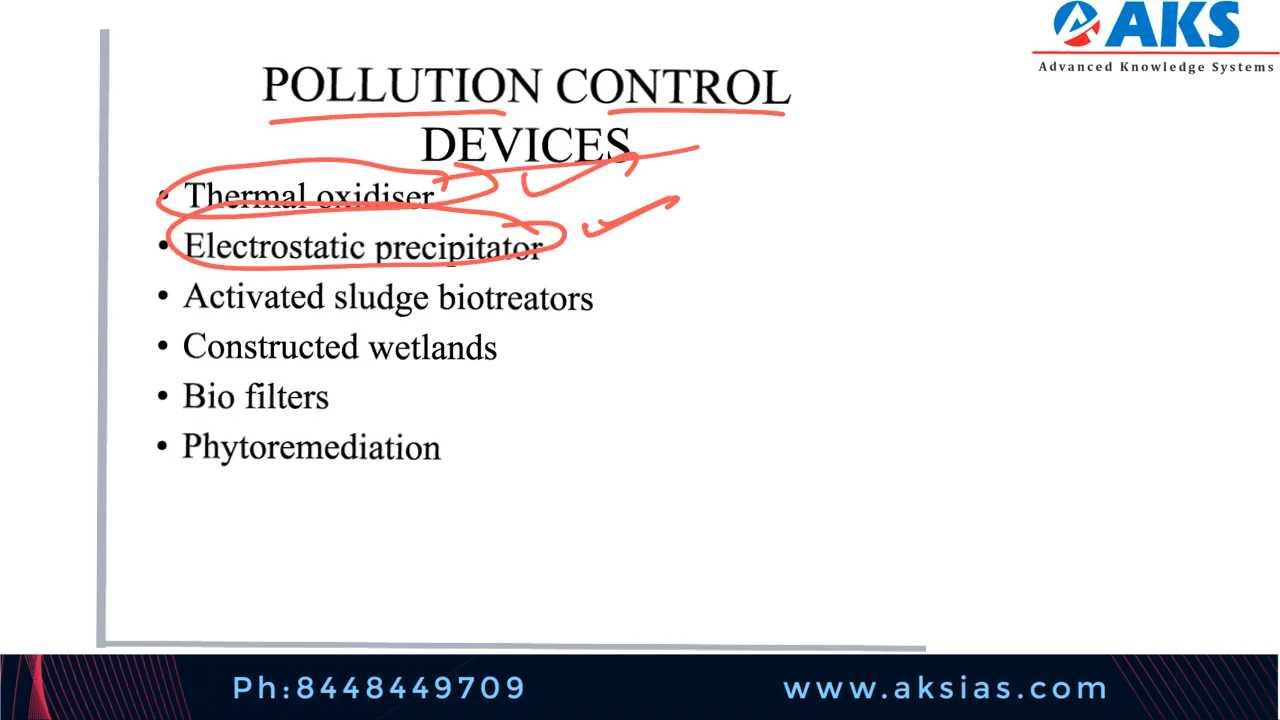 AKS
Advanced Knowledge Systems
POLLUTION CONTROL
DEVICES
• Thermal oxidiser
• Electrostatic precipitator
• Activated sludge biotreators
• Constructed wetlands
• Bio filters
• Phytoremediation
Ph:8448449709
www.aksias.com